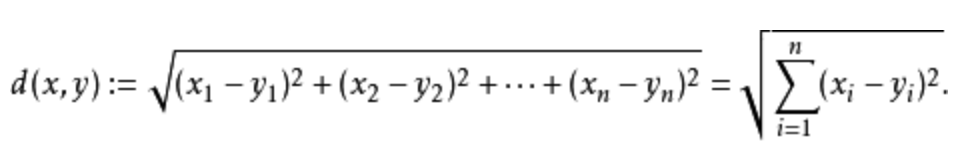 d(x, y) := √((x₁ − y₁)² + (x₂ − y₂)² + ⋯ + (xₙ − yₙ)²) = √(∑ᵢ₌₁ⁿ (xᵢ − yᵢ)²).